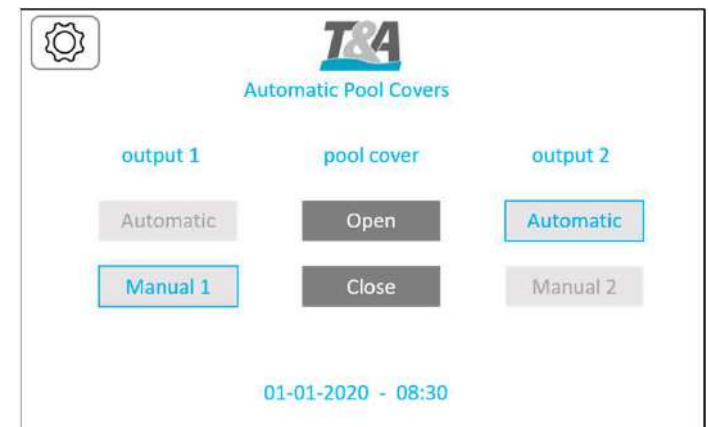 T&A
Automatic Pool Covers
output 1 pool cover output 2
Automatic Open Automatic
Manual 1 Close Manual 2
01-01-2020 - 08:30